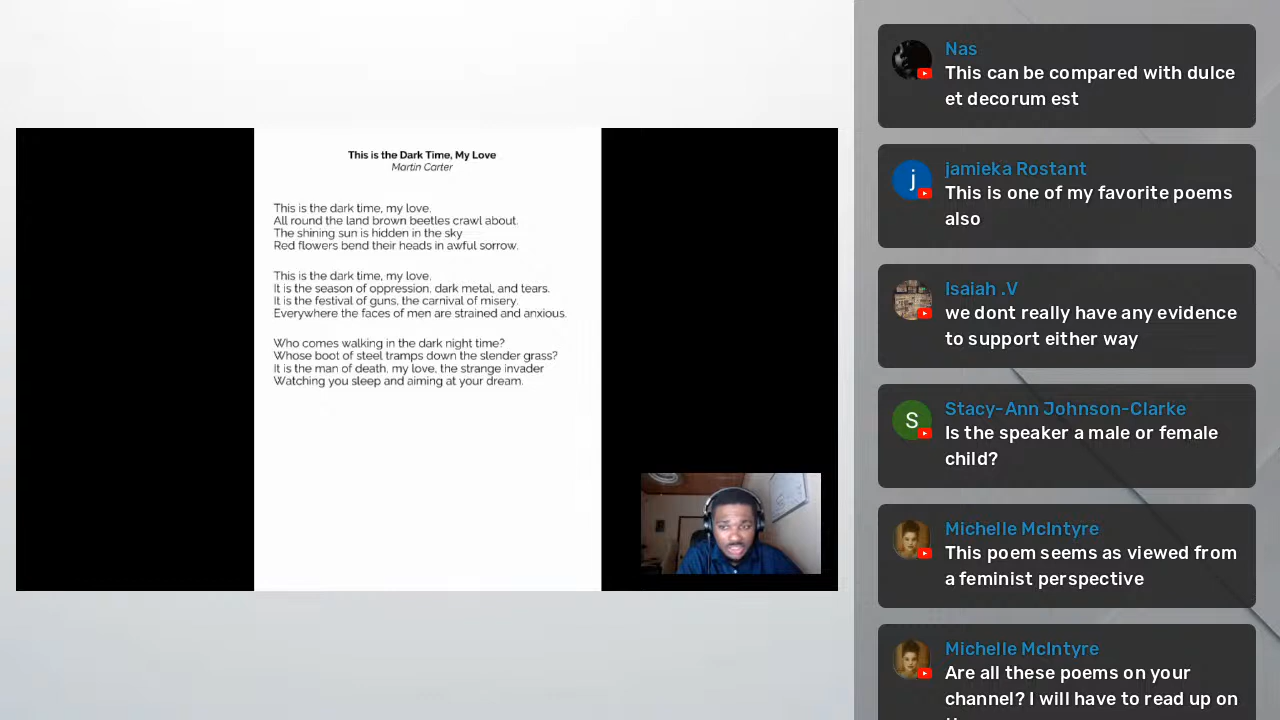 This is the Dark Time, My Love
Martin Carter
This is the dark time, my love.
All round the land brown beetles crawl about.
The shining sun is hidden in the sky
Red flowers bend their heads in awful sorrow.
This is the dark time, my love.
It is the season of oppression, dark metal, and tears.
It is the festival of guns, the carnival of misery.
Everywhere the faces of men are strained and anxious.
Who comes walking in the dark night time?
Whose boot of steel tramps down the slender grass?
It is the man of death, my love, the strange invader
Watching you sleep and aiming at your dream.
Nas
This can be compared with dulce
et decorum est
j
jamieka Rostant
This is one of my favorite poems
also
Isaiah .V
we dont really have any evidence
to support either way
S
Stacy-Ann Johnson-Clarke
Is the speaker a male or female
child?
Michelle McIntyre
This poem seems as viewed from
a feminist perspective
Michelle McIntyre
Are all these poems on your
channel? I will have to read up on